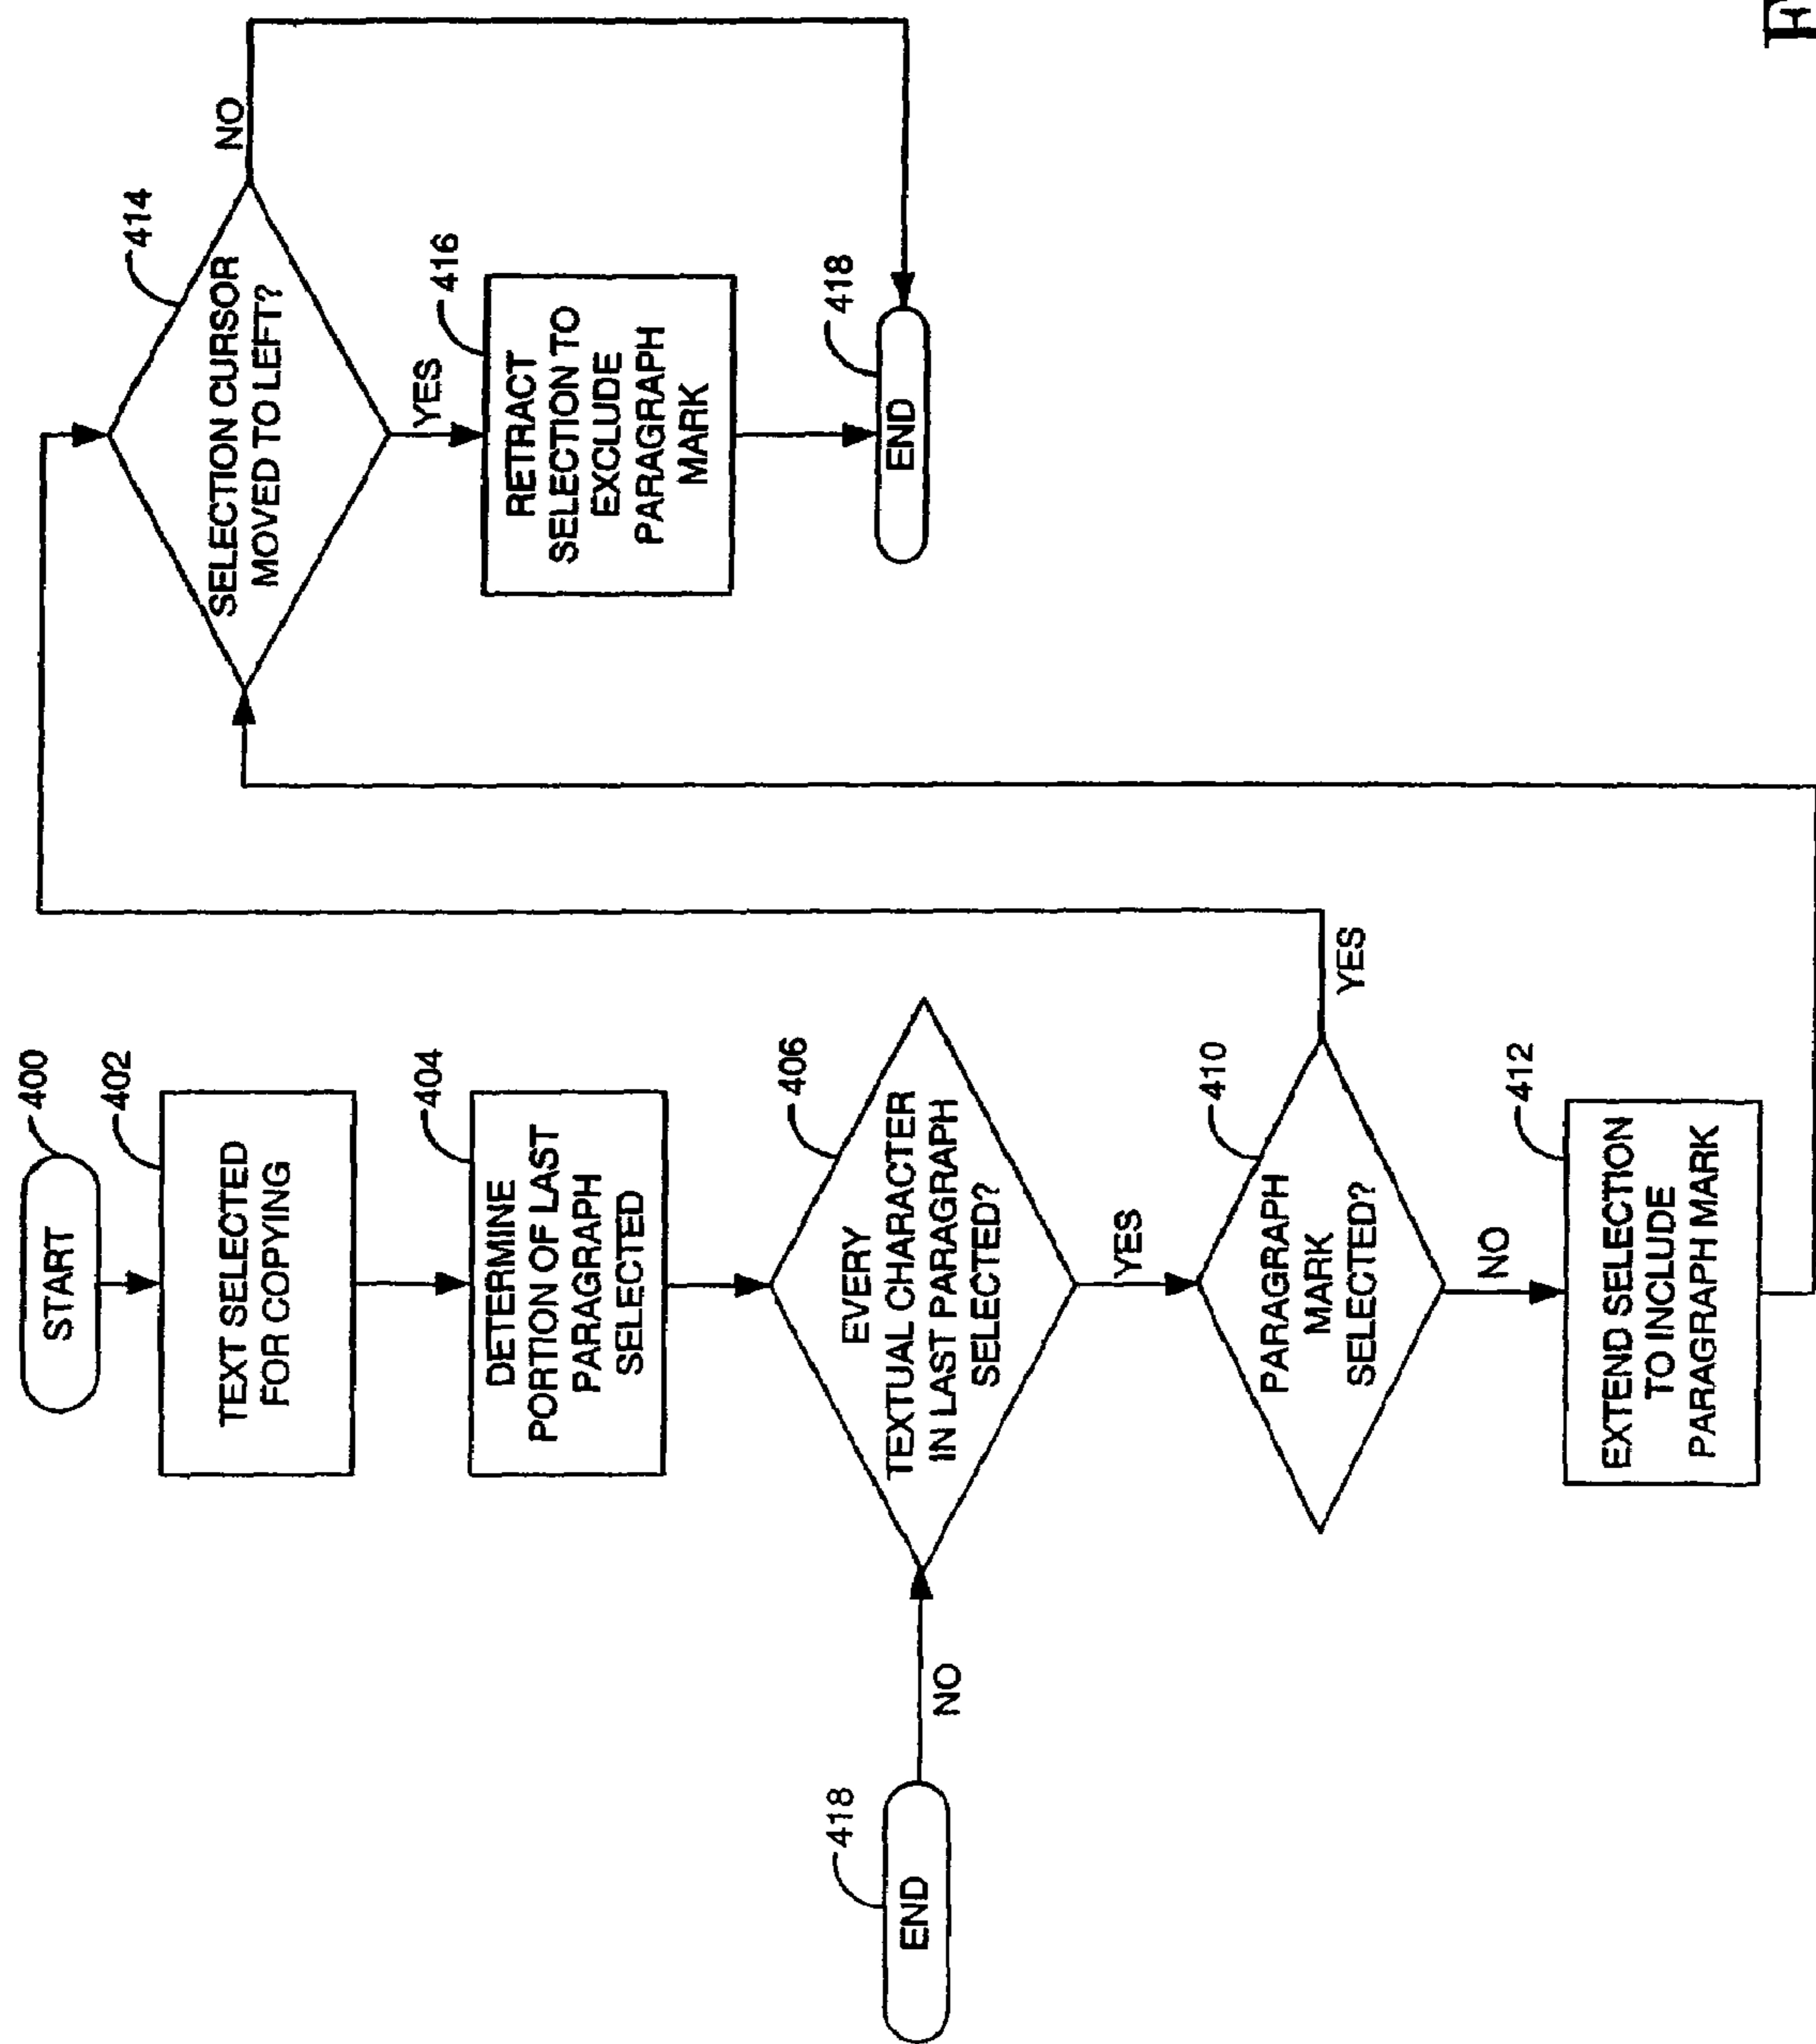 START
400
TEXT SELECTED
FOR COPYING
402
DETERMINE
PORTION OF LAST
PARAGRAPH
SELECTED
404
EVERY
TEXTUAL CHARACTER
IN LAST PARAGRAPH
SELECTED?
406
NO
END
418
YES
PARAGRAPH
MARK
SELECTED?
410
YES
NO
EXTEND SELECTION
TO INCLUDE
PARAGRAPH MARK
412
SELECTION CURSOR
MOVED TO LEFT?
414
NO
YES
RETRACT
SELECTION TO
EXCLUDE
PARAGRAPH
MARK
416
END
418